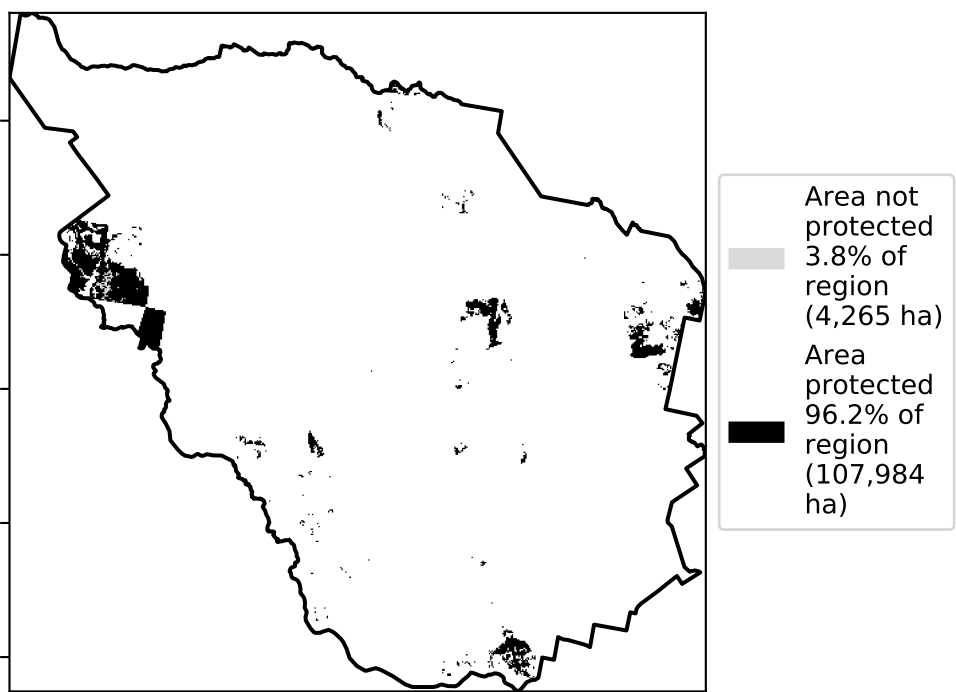 Area not
protected
3.8% of
region
(4,265 ha)
Area
protected
96.2% of
region
(107,984
ha)